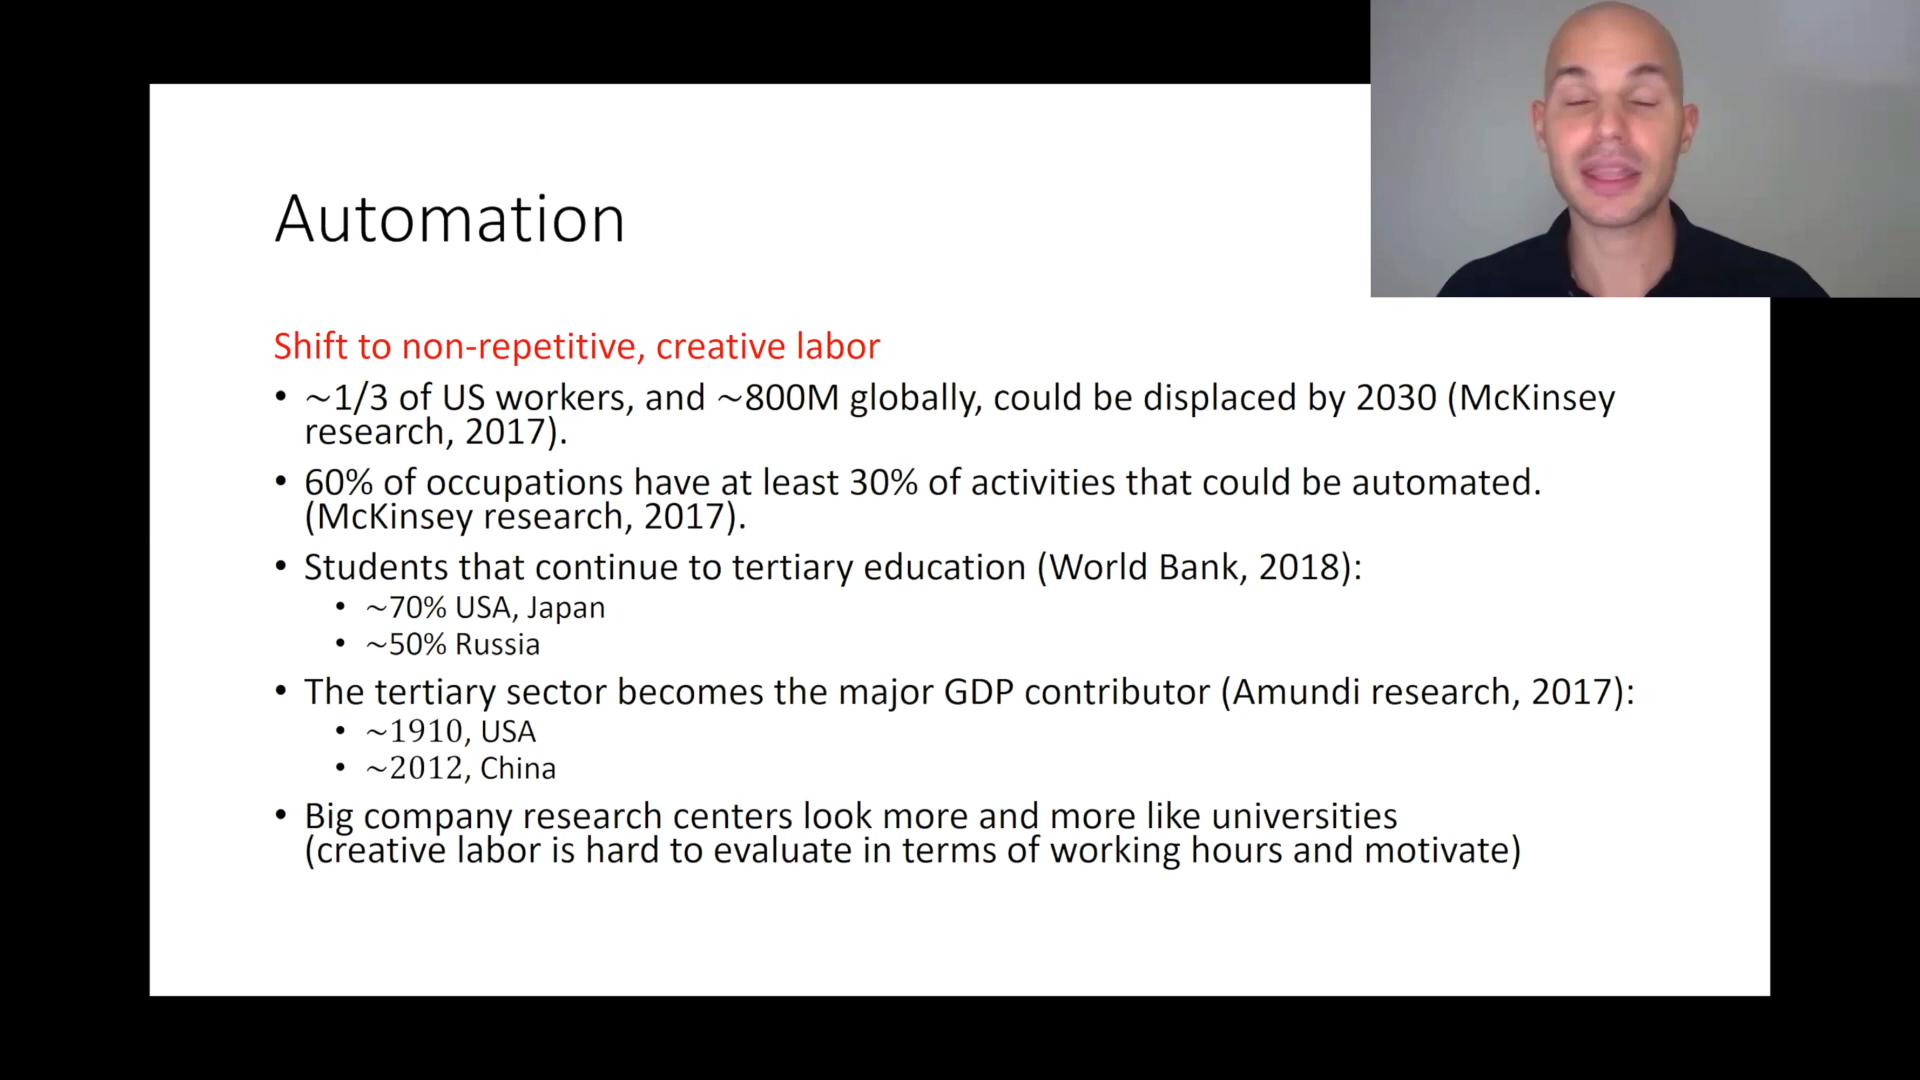 Automation
Shift to non-repetitive, creative labor
• ~1/3 of US workers, and ~800M globally, could be displaced by 2030 (McKinsey
research, 2017).
• 60% of occupations have at least 30% of activities that could be automated.
(McKinsey research, 2017).
• Students that continue to tertiary education (World Bank, 2018):
• ~70% USA, Japan
• ~50% Russia
• The tertiary sector becomes the major GDP contributor (Amundi research, 2017):
• ~1910, USA
• ~2012, China
• Big company research centers look more and more like universities
(creative labor is hard to evaluate in terms of working hours and motivate)